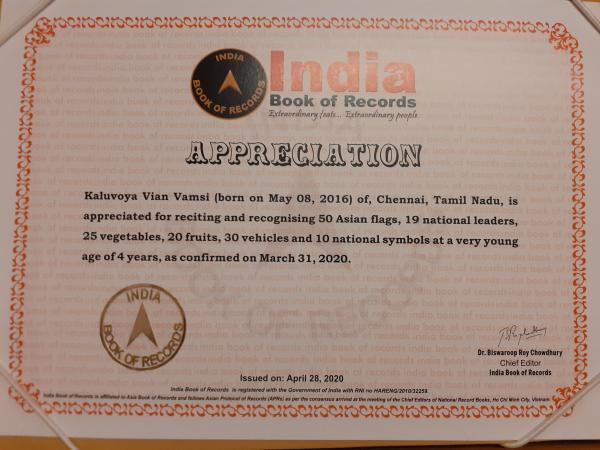 INDIA
BOOK OF RECORDS
India
Book of Records
Extraordinary feats... Extraordinary people
APPRECIATION
Kaluvoya Vian Vamsi (born on May 08, 2016) of, Chennai, Tamil Nadu, is
appreciated for reciting and recognising 50 Asian flags, 19 national leaders,
25 vegetables, 20 fruits, 30 vehicles and 10 national symbols at a very young
age of 4 years, as confirmed on March 31, 2020.
INDIA
BOOK OF RECORDS
Dr. Biswaroop Roy Chowdhury
Chief Editor
India Book of Records
Issued on: April 28, 2020
India Book of Records is registered with the Government of India with RNI no HARENG/2010/32259.
India Book of Records is affiliated to Asia Book of Records and follows Asian Protocol of Records (APRs) as per the consensus arrived at the meeting of the Chief Editors of National Record Books, Ho Chi Minh City, Vietnam.